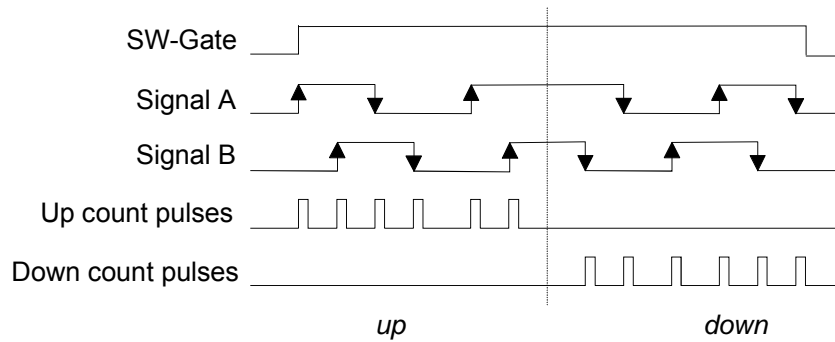 SW-Gate
Signal A
Signal B
Up count pulses
Down count pulses
up
down